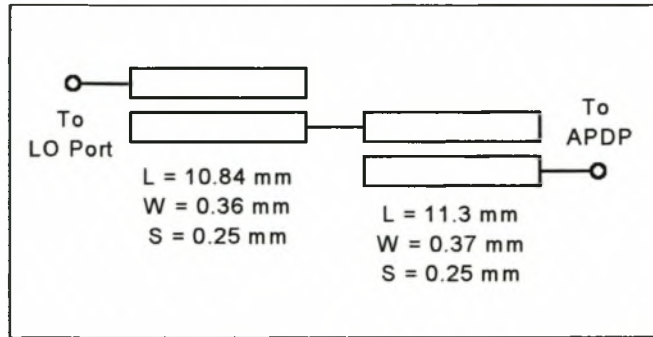 To
LO Port
To
APDP
L = 10.84 mm
W = 0.36 mm
S = 0.25 mm
L = 11.3 mm
W = 0.37 mm
S = 0.25 mm